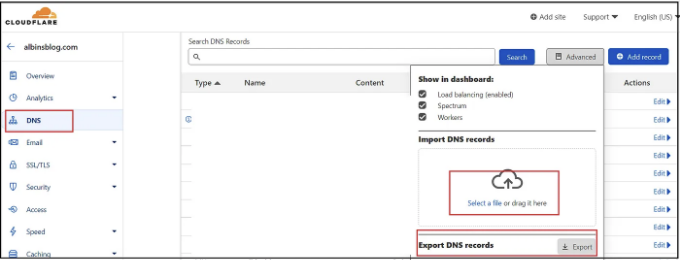 CLOUDFLARE
Add site Support English (US)
albinsblog.com
Search DNS Records
Search Advanced Add record
Overview
Analytics
DNS
Email
SSL/TLS
Security
Access
Speed
Caching
Type Name Content Actions
Show in dashboard:
Load balancing (enabled)
Spectrum
Workers
Import DNS records
Select a file or drag it here
Export DNS records Export
Edit
Edit
Edit
Edit
Edit
Edit
Edit
Edit
Edit